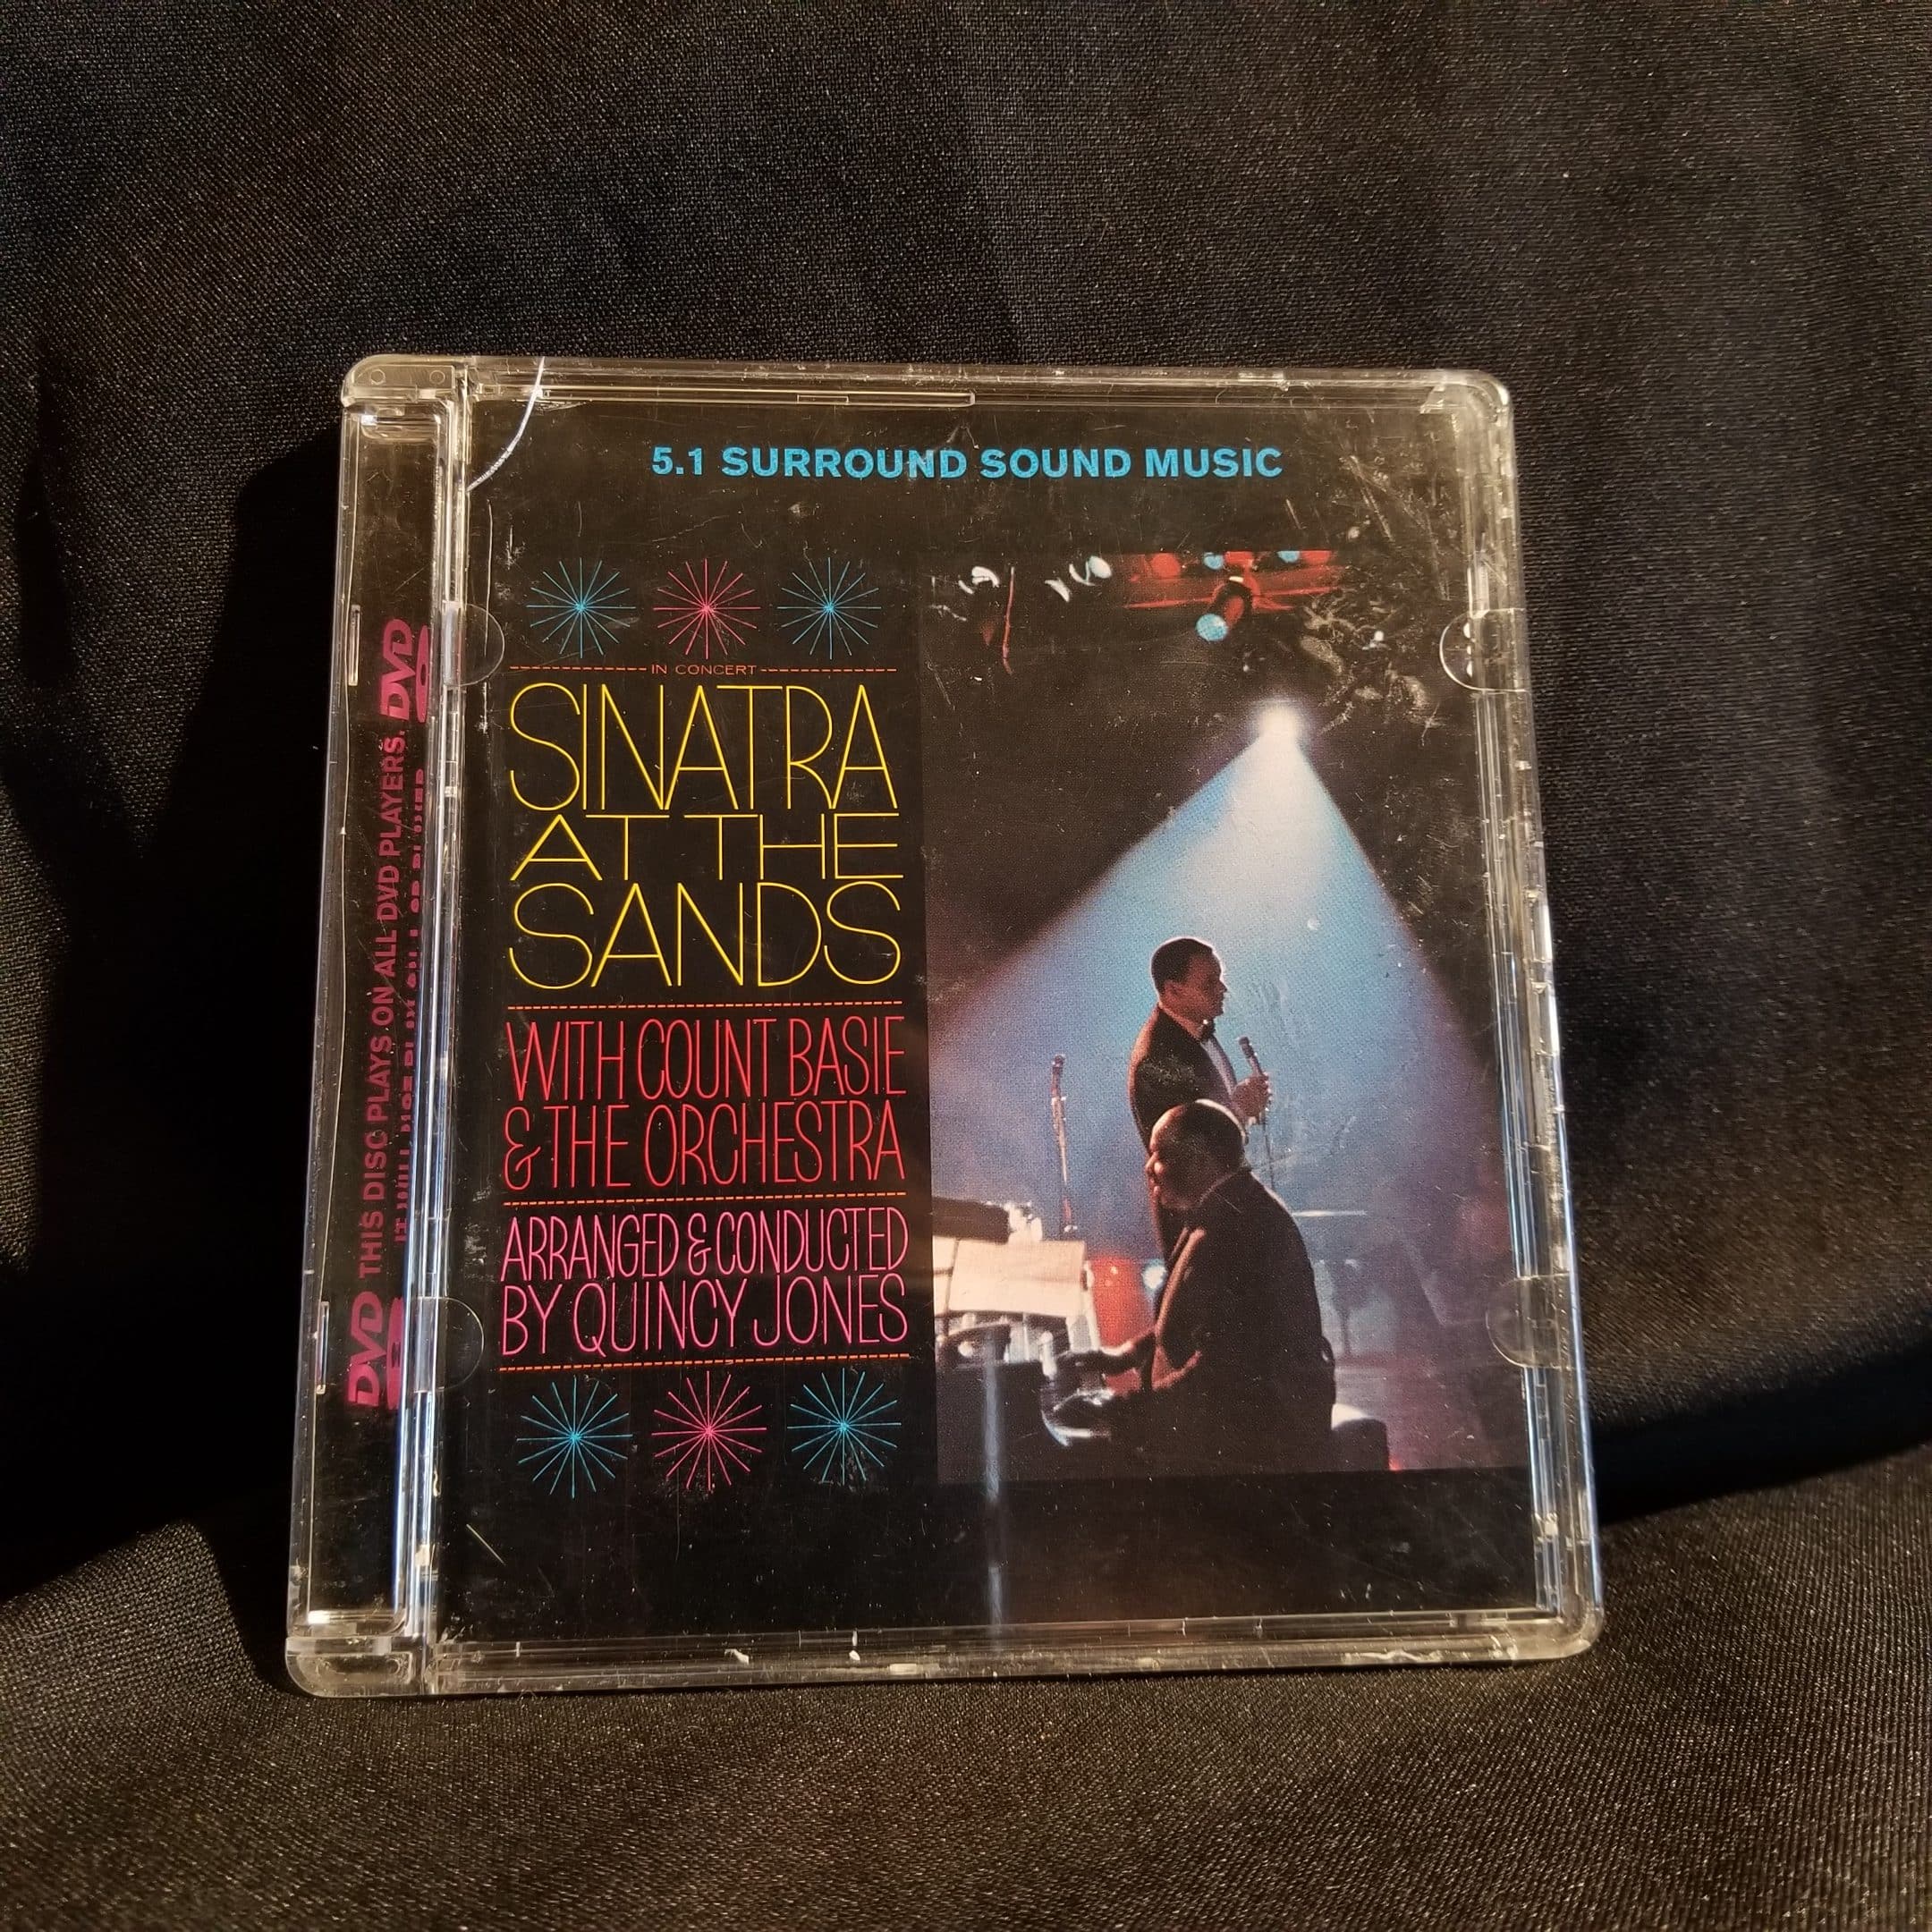 5.1 SURROUND SOUND MUSIC
IN CONCERT
SINATRA
AT THE
SANDS
WITH COUNT BASIE
& THE ORCHESTRA
ARRANGED & CONDUCTED
BY QUINCY JONES
DVD THIS DISC PLAYS ON ALL DVD PLAYERS. DVD